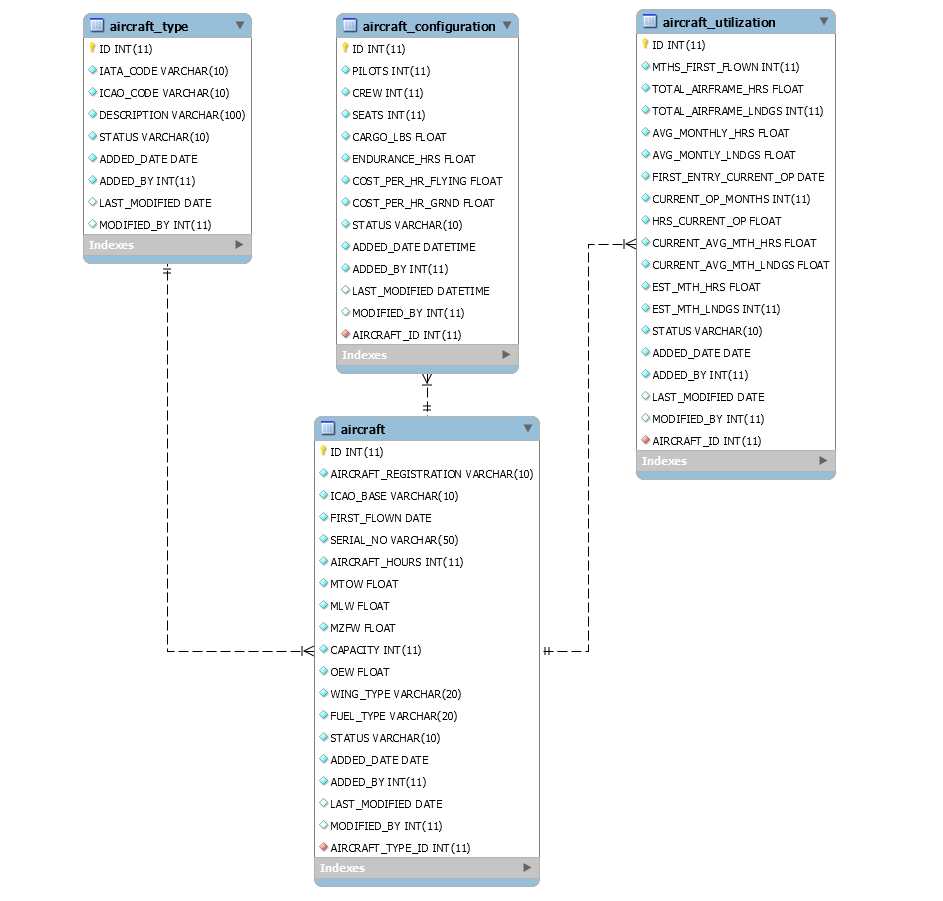 aircraft_type
ID INT(11)
IATA_CODE VARCHAR(10)
ICAO_CODE VARCHAR(10)
DESCRIPTION VARCHAR(100)
STATUS VARCHAR(10)
ADDED_DATE DATE
ADDED_BY INT(11)
LAST_MODIFIED DATE
MODIFIED_BY INT(11)
Indexes
aircraft_configuration
ID INT(11)
PILOTS INT(11)
CREW INT(11)
SEATS INT(11)
CARGO_LBS FLOAT
ENDURANCE_HRS FLOAT
COST_PER_HR_FLYING FLOAT
COST_PER_HR_GRND FLOAT
STATUS VARCHAR(10)
ADDED_DATE DATETIME
ADDED_BY INT(11)
LAST_MODIFIED DATETIME
MODIFIED_BY INT(11)
AIRCRAFT_ID INT(11)
Indexes
aircraft_utilization
ID INT(11)
MTHS_FIRST_FLOWN INT(11)
TOTAL_AIRFRAME_HRS FLOAT
TOTAL_AIRFRAME_LNDGS INT(11)
AVG_MONTHLY_HRS FLOAT
AVG_MONTLY_LNDGS FLOAT
FIRST_ENTRY_CURRENT_OP DATE
CURRENT_OP_MONTHS INT(11)
HRS_CURRENT_OP FLOAT
CURRENT_AVG_MTH_HRS FLOAT
CURRENT_AVG_MTH_LNDGS FLOAT
EST_MTH_HRS FLOAT
EST_MTH_LNDGS INT(11)
STATUS VARCHAR(10)
ADDED_DATE DATE
ADDED_BY INT(11)
LAST_MODIFIED DATE
MODIFIED_BY INT(11)
AIRCRAFT_ID INT(11)
Indexes
aircraft
ID INT(11)
AIRCRAFT_REGISTRATION VARCHAR(10)
ICAO_BASE VARCHAR(10)
FIRST_FLOWN DATE
SERIAL_NO VARCHAR(50)
AIRCRAFT_HOURS INT(11)
MTOW FLOAT
MLW FLOAT
MZFW FLOAT
CAPACITY INT(11)
OEW FLOAT
WING_TYPE VARCHAR(20)
FUEL_TYPE VARCHAR(20)
STATUS VARCHAR(10)
ADDED_DATE DATE
ADDED_BY INT(11)
LAST_MODIFIED DATE
MODIFIED_BY INT(11)
AIRCRAFT_TYPE_ID INT(11)
Indexes